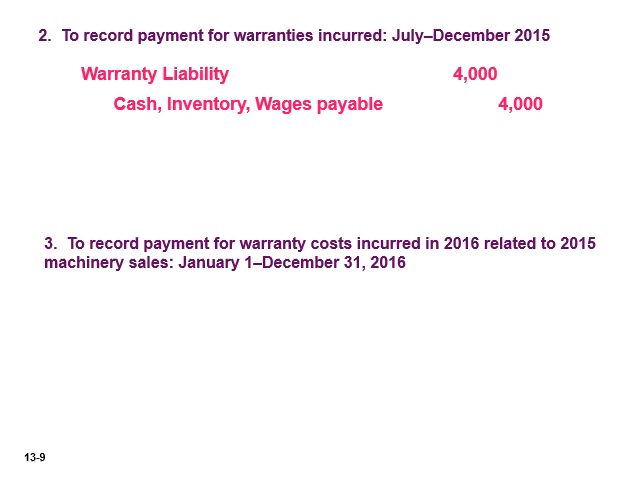 2. To record payment for warranties incurred: July–December 2015
Warranty Liability 4,000
Cash, Inventory, Wages payable 4,000
3. To record payment for warranty costs incurred in 2016 related to 2015
machinery sales: January 1–December 31, 2016
13-9